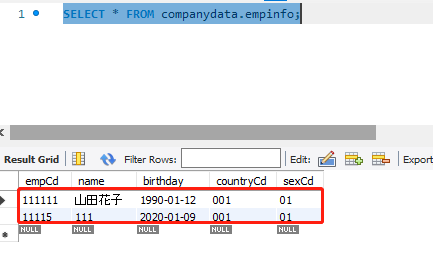 1 SELECT * FROM companydata.empinfo;
Result Grid Filter Rows: Edit: Export
empCd name birthday countryCd sexCd
111111 山田花子 1990-01-12 001 01
11115 111 2020-01-09 001 01
NULL NULL NULL NULL NULL